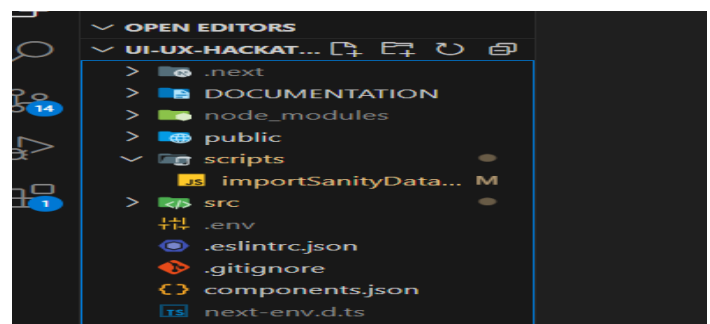 OPEN EDITORS
UI-UX-HACKAT...
.next
DOCUMENTATION
node_modules
public
scripts
JS importSanityData... M
src
.env
.eslintrc.json
.gitignore
components.json
TS next-env.d.ts
14
1